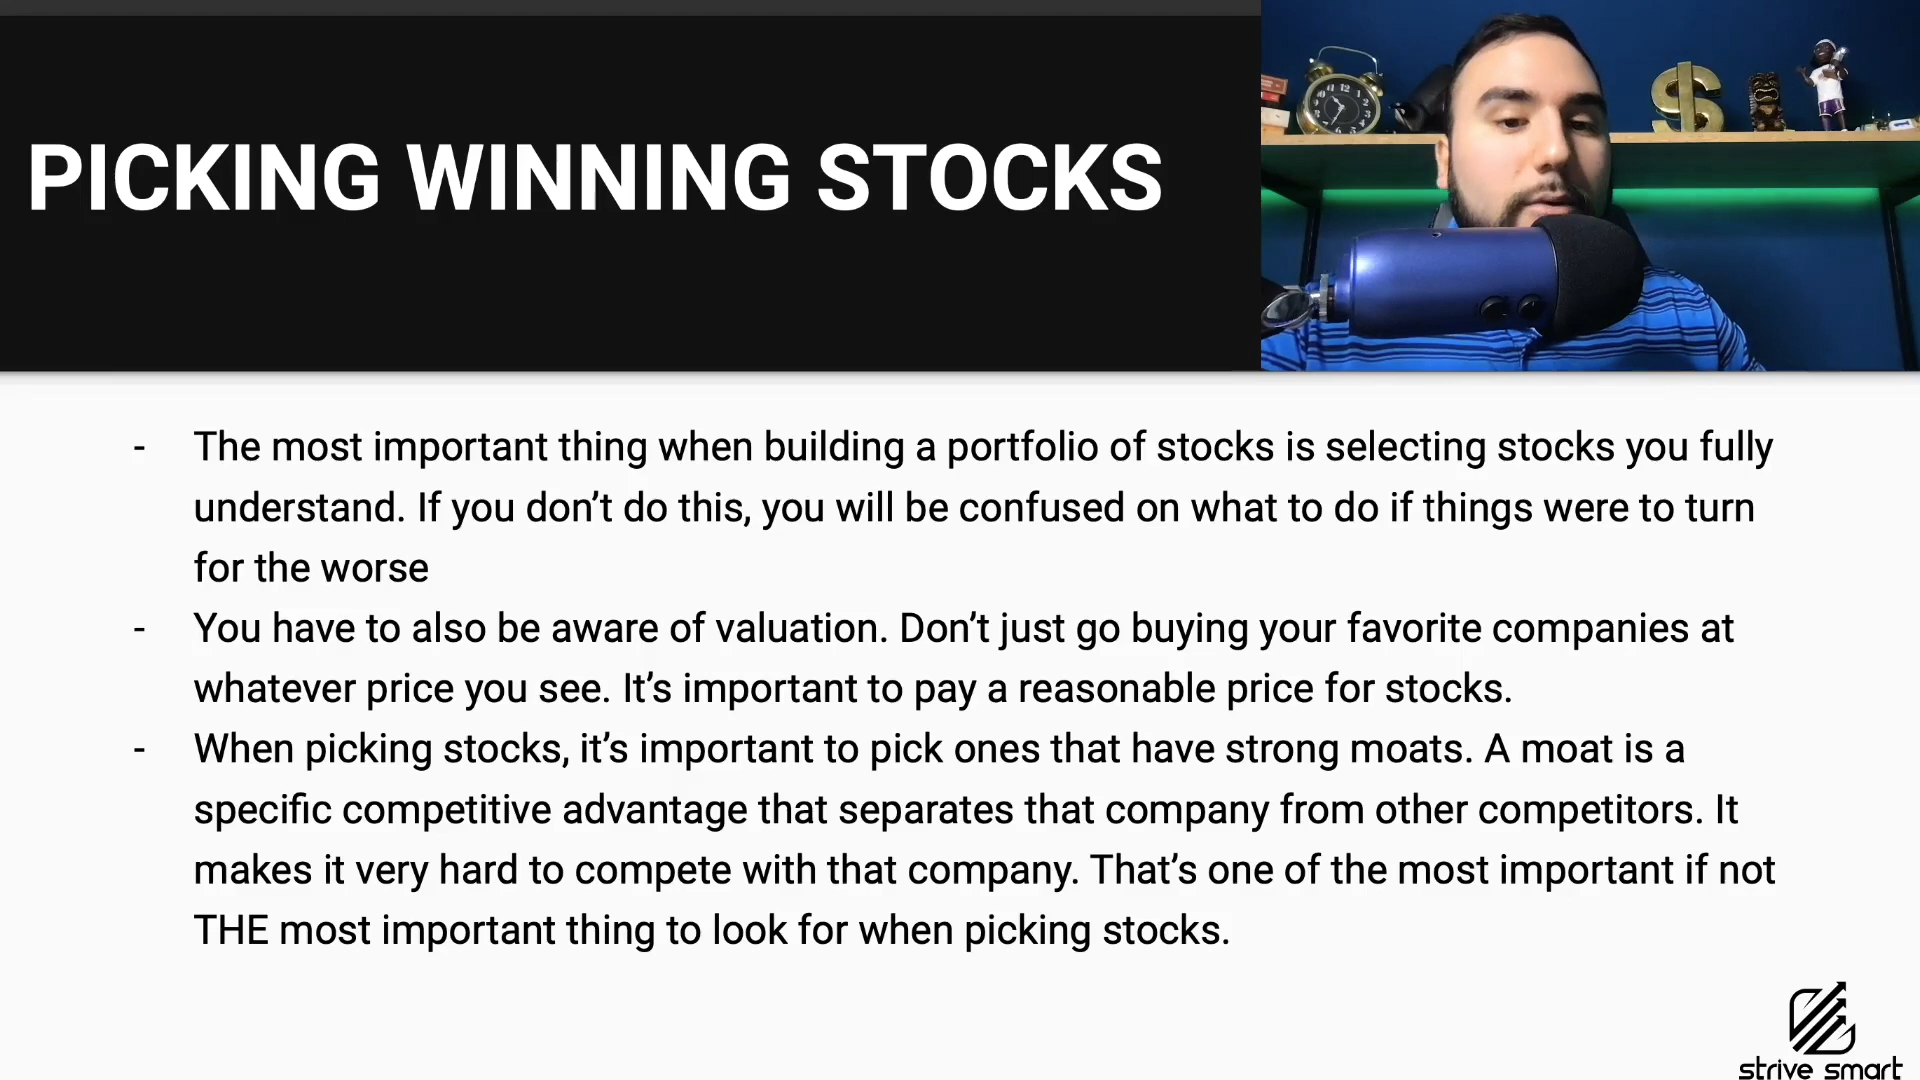 PICKING WINNING STOCKS
- The most important thing when building a portfolio of stocks is selecting stocks you fully
understand. If you don’t do this, you will be confused on what to do if things were to turn
for the worse
- You have to also be aware of valuation. Don’t just go buying your favorite companies at
whatever price you see. It’s important to pay a reasonable price for stocks.
- When picking stocks, it’s important to pick ones that have strong moats. A moat is a
specific competitive advantage that separates that company from other competitors. It
makes it very hard to compete with that company. That’s one of the most important if not
THE most important thing to look for when picking stocks.
strive smart